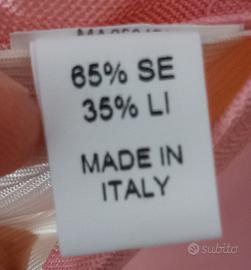 65% SE
35% LI
MADE IN
ITALY
subito